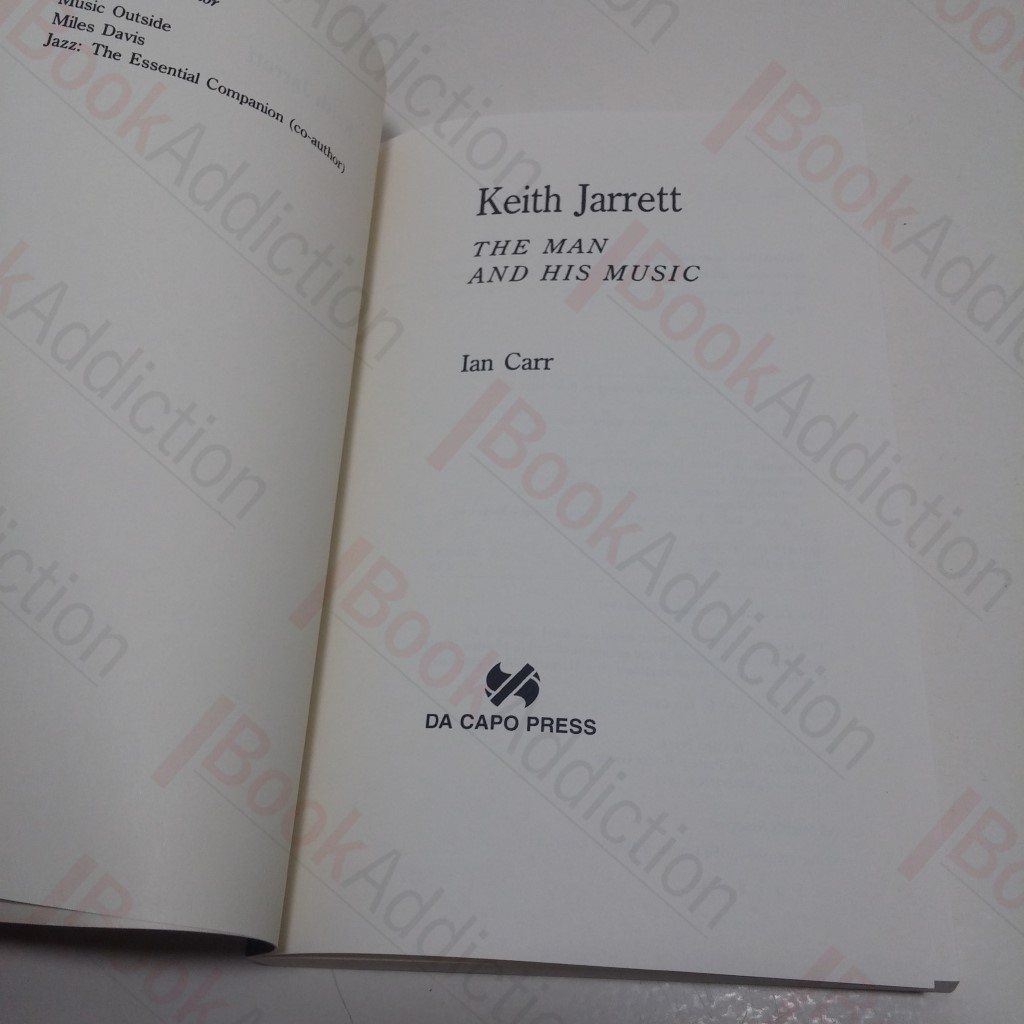 Music Outside
Miles Davis
Jazz: The Essential Companion (co-author)
Keith Jarrett
THE MAN
AND HIS MUSIC
Ian Carr
DA CAPO PRESS
BookAddiction